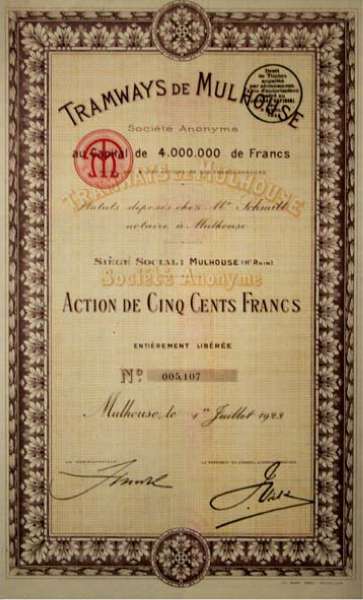 TRAMWAYS DE MULHOUSE
Société Anonyme
au Capital de 4.000.000 de Francs
TRAMWAYS DE MULHOUSE
Statuts déposés chez Me Schmitt
notaire, à Mulhouse
SIÈGE SOCIAL: MULHOUSE (Ht RHIN)
Société Anonyme
ACTION DE CINQ CENTS FRANCS
ENTIÈREMENT LIBÉRÉE
No 005,107
Mulhouse, le 1er Juillet 1928